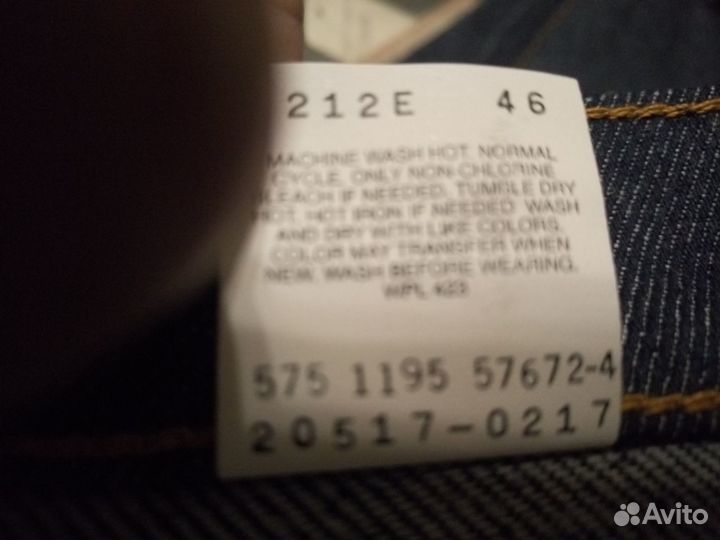 212E 46
MACHINE WASH HOT. NORMAL
CYCLE. ONLY NON-CHLORINE
BLEACH IF NEEDED. TUMBLE DRY
HOT. HOT IRON IF NEEDED. WASH
AND DRY WITH LIKE COLORS.
COLOR MAY TRANSFER WHEN
NEW. WASH BEFORE WEARING.
WPL 423
575 1195 57672-4
20517-0217
Avito